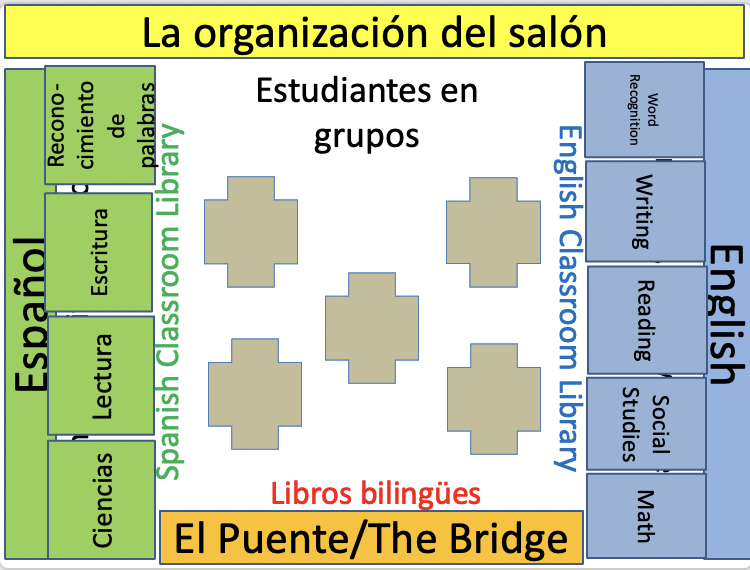 La organización del salón
Estudiantes en
grupos
Español
Recono-
cimiento
de
palabras
Escritura
Lectura
Ciencias
Spanish Classroom Library
English Classroom Library
Word
Recognition
Writing
Reading
Social
Studies
Math
English
Libros bilingües
El Puente/The Bridge